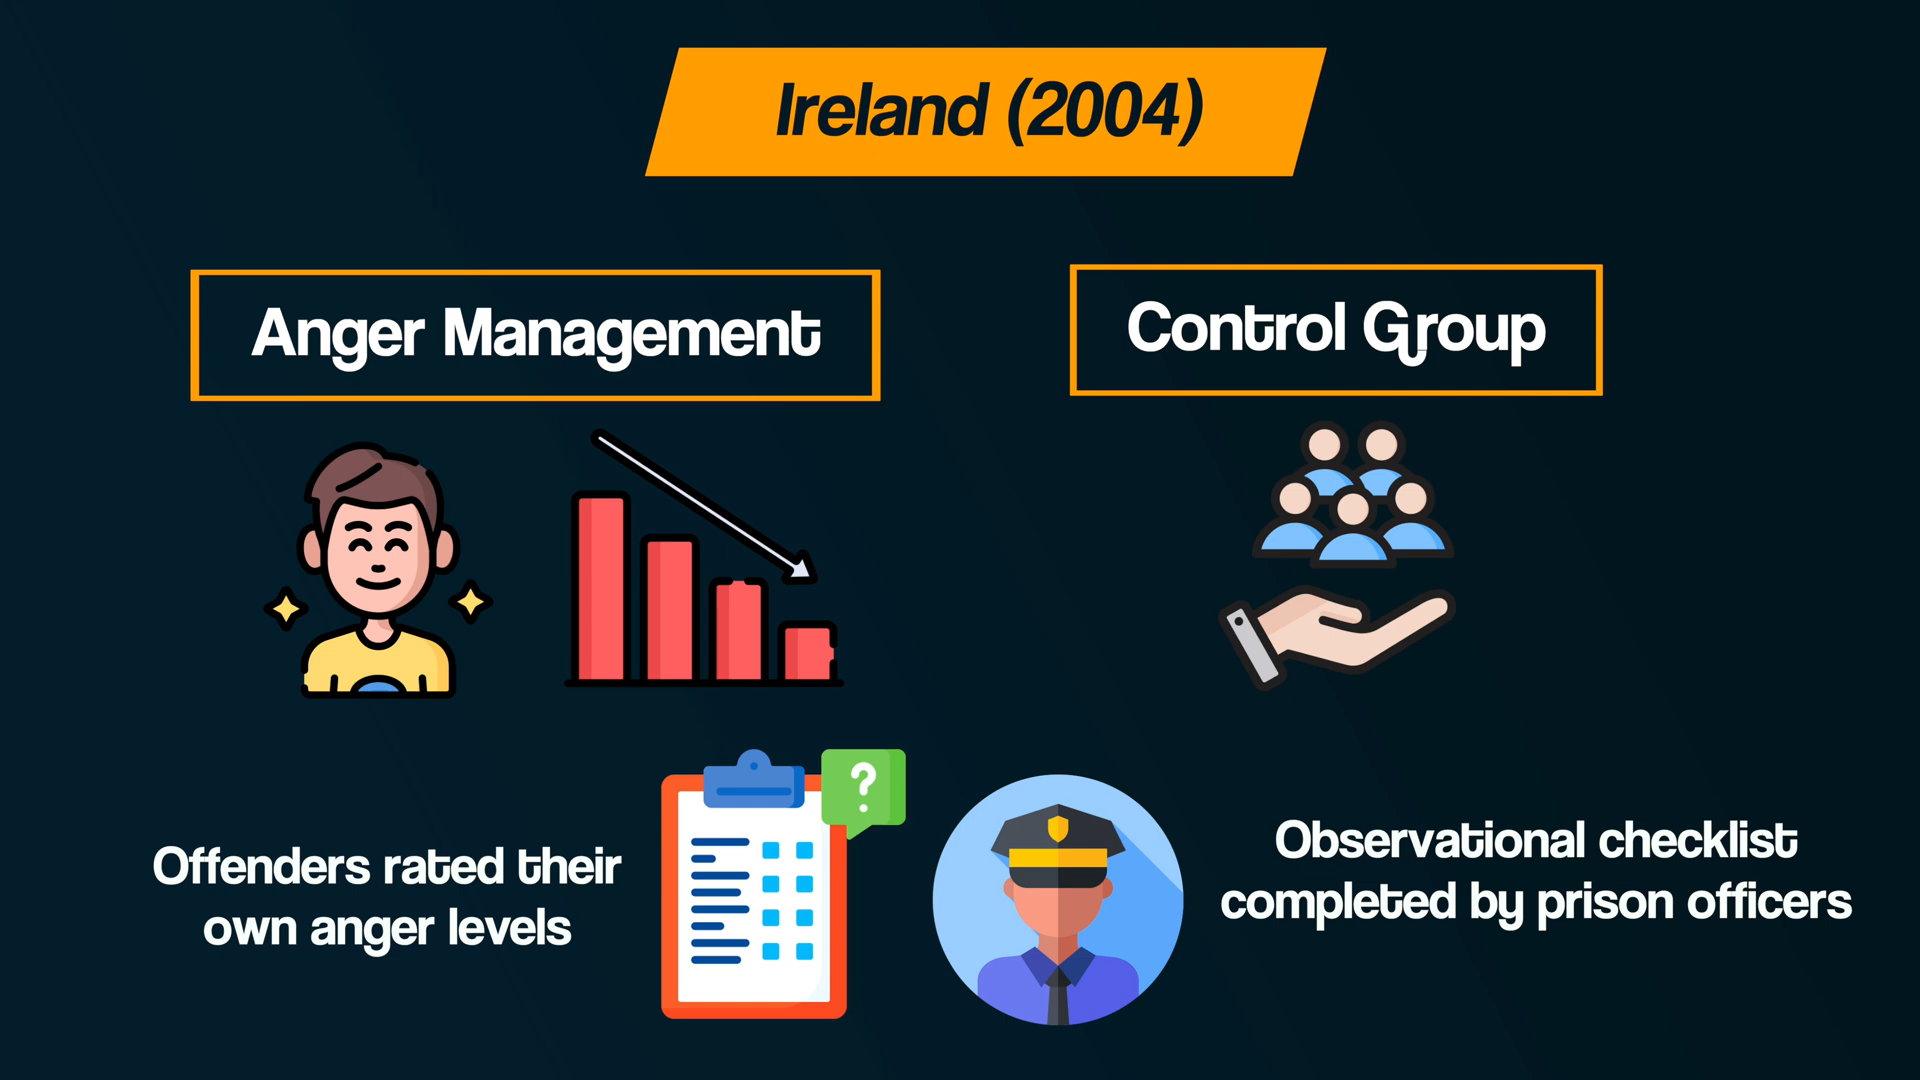 Ireland (2004)
Anger Management
Control Group
Offenders rated their
own anger levels
?
Observational checklist
completed by prison officers